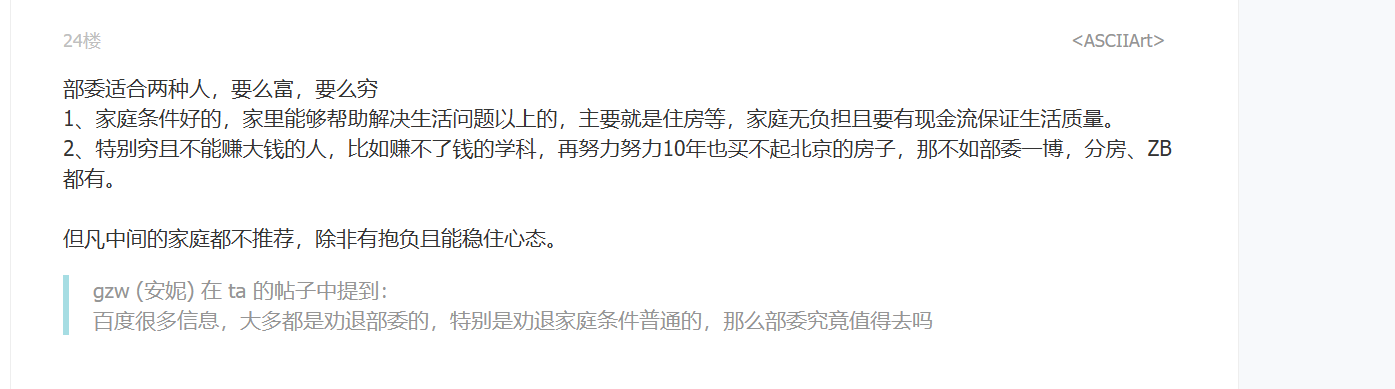 24楼
<ASCIIArt>
部委适合两种人，要么富，要么穷
1、家庭条件好的，家里能够帮助解决生活问题以上的，主要就是住房等，家庭无负担且要有现金流保证生活质量。
2、特别穷且不能赚大钱的人，比如赚不了钱的学科，再努力努力10年也买不起北京的房子，那不如部委一博，分房、ZB
都有。
但凡中间的家庭都不推荐，除非有抱负且能稳住心态。
gzw (安妮) 在 ta 的帖子中提到：
百度很多信息，大多都是劝退部委的，特别是劝退家庭条件普通的，那么部委究竟值得去吗